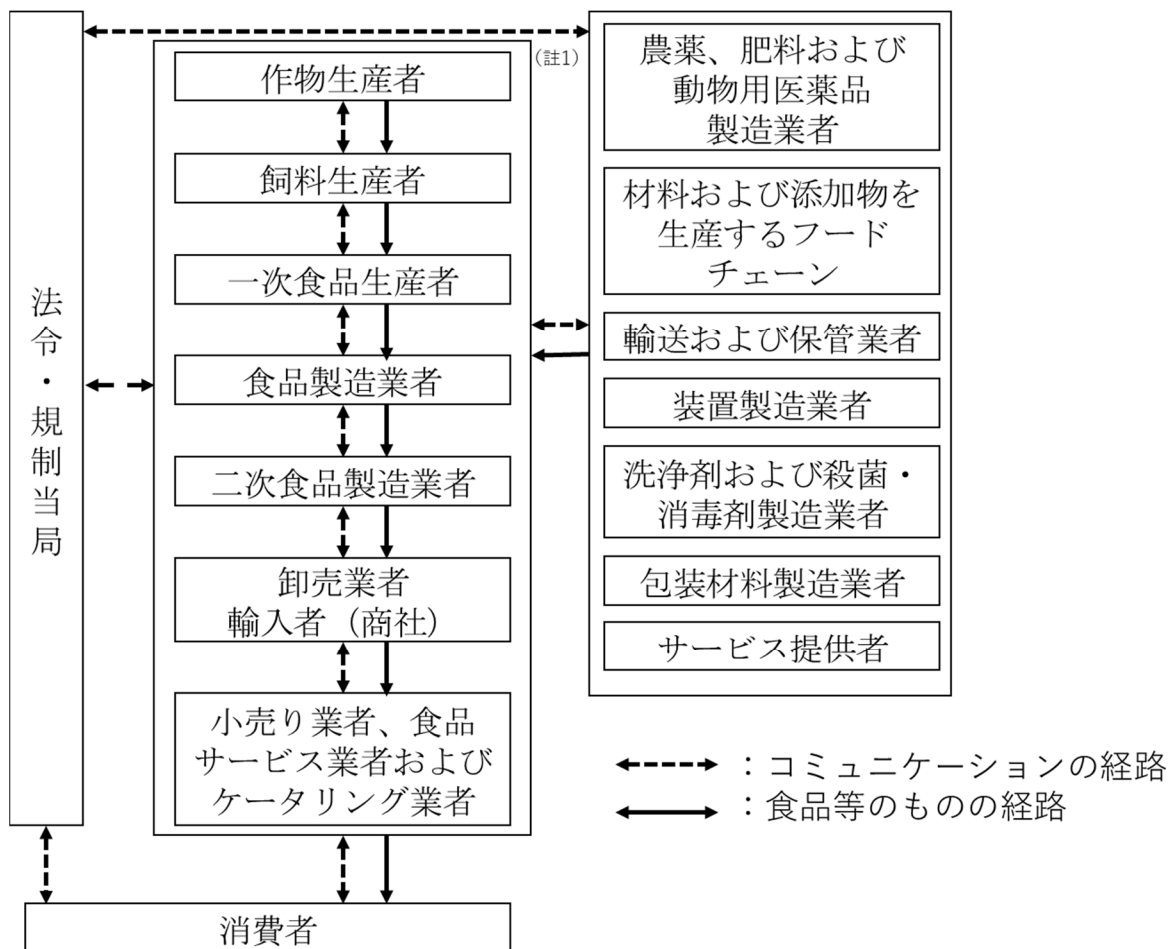 法令・規制当局
作物生産者
飼料生産者
一次食品生産者
食品製造業者
二次食品製造業者
卸売業者
輸入者（商社）
小売り業者、食品
サービス業者および
ケータリング業者
消費者
（註1）
農薬、肥料および
動物用医薬品
製造業者
材料および添加物を
生産するフード
チェーン
輸送および保管業者
装置製造業者
洗浄剤および殺菌・
消毒剤製造業者
包装材料製造業者
サービス提供者
：コミュニケーションの経路
：食品等のものの経路